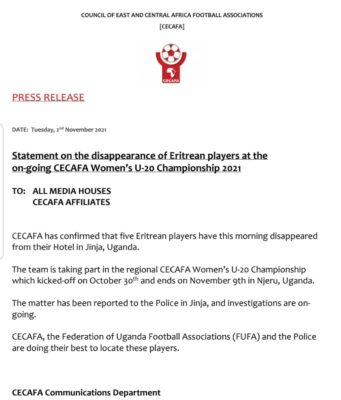 COUNCIL OF EAST AND CENTRAL AFRICA FOOTBALL ASSOCIATIONS
[CECAFA]
CECAFA
PRESS RELEASE
DATE: Tuesday, 2nd November 2021
Statement on the disappearance of Eritrean players at the
on-going CECAFA Women's U-20 Championship 2021
TO: ALL MEDIA HOUSES
CECAFA AFFILIATES
CECAFA has confirmed that five Eritrean players have this morning disappeared
from their Hotel in Jinja, Uganda.
The team is taking part in the regional CECAFA Women's U-20 Championship
which kicked-off on October 30th and ends on November 9th in Njeru, Uganda.
The matter has been reported to the Police in Jinja, and investigations are on-
going.
CECAFA, the Federation of Uganda Football Associations (FUFA) and the Police
are doing their best to locate these players.
CECAFA Communications Department